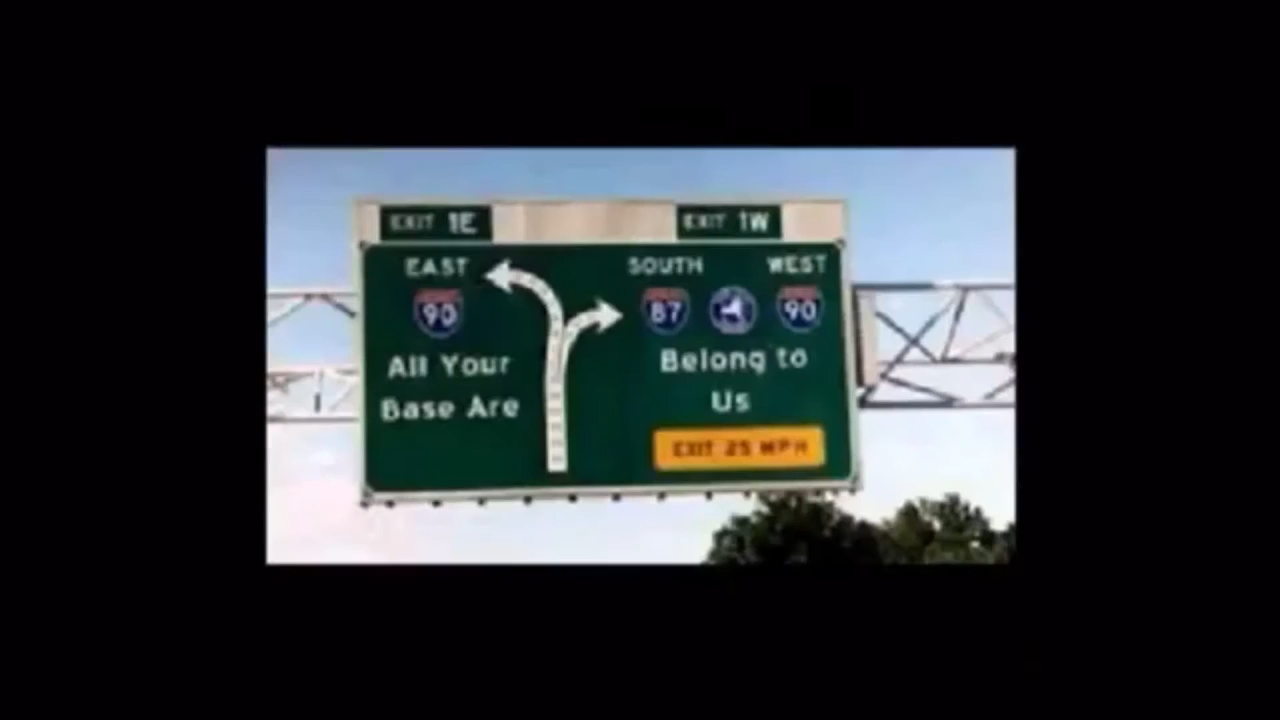 EXIT 1E
EXIT 1W
EAST
90
All Your
Base Are
SOUTH WEST
87 90
Belong to
Us
EXIT 25 MPH